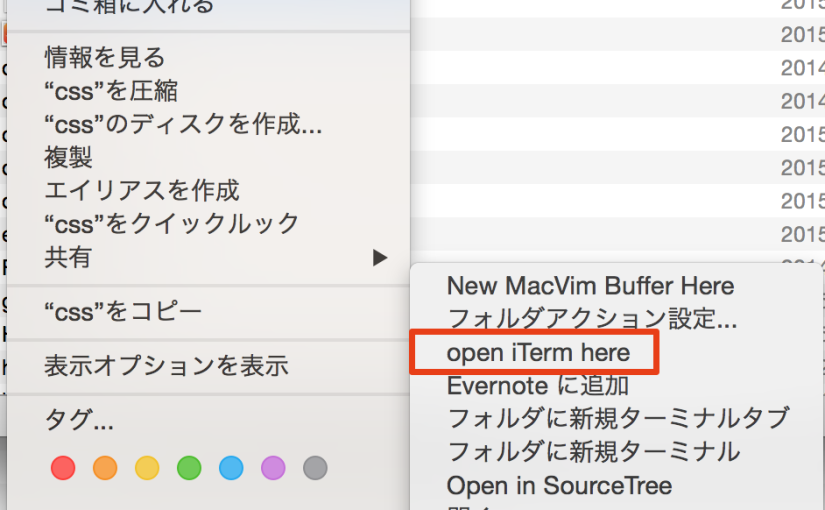 ゴミ箱に入れる
情報を見る
“css”を圧縮
“css”のディスクを作成...
複製
エイリアスを作成
“css”をクイックルック
共有
“css”をコピー
表示オプションを表示
タグ...
2015
2014
2014
2015
2015
2015
2015
New MacVim Buffer Here
フォルダアクション設定...
open iTerm here
Evernote に追加
フォルダに新規ターミナルタブ
フォルダに新規ターミナル
Open in SourceTree